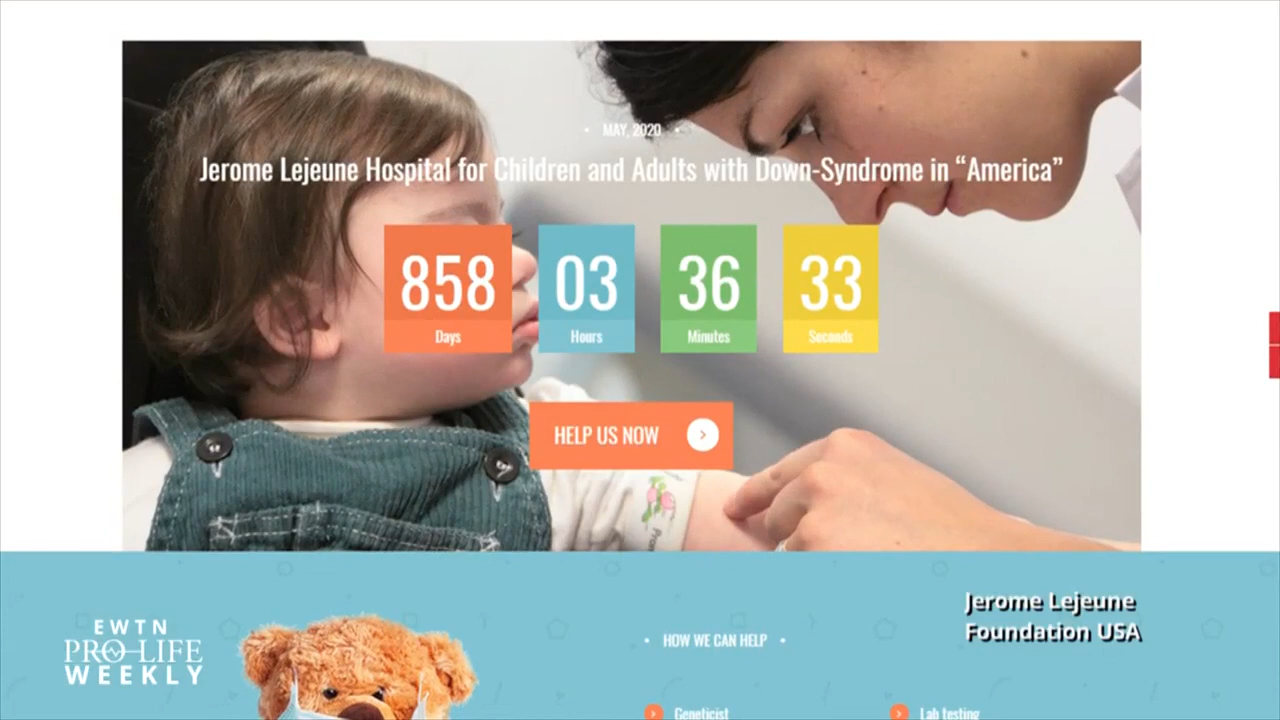 • MAY, 2020 •
Jerome Lejeune Hospital for Children and Adults with Down-Syndrome in “America”
858 03 36 33
Days Hours Minutes Seconds
HELP US NOW
Jerome Lejeune
Foundation USA
EWTN
PRO-LIFE
WEEKLY
• HOW WE CAN HELP •
Geneticist Lab testing